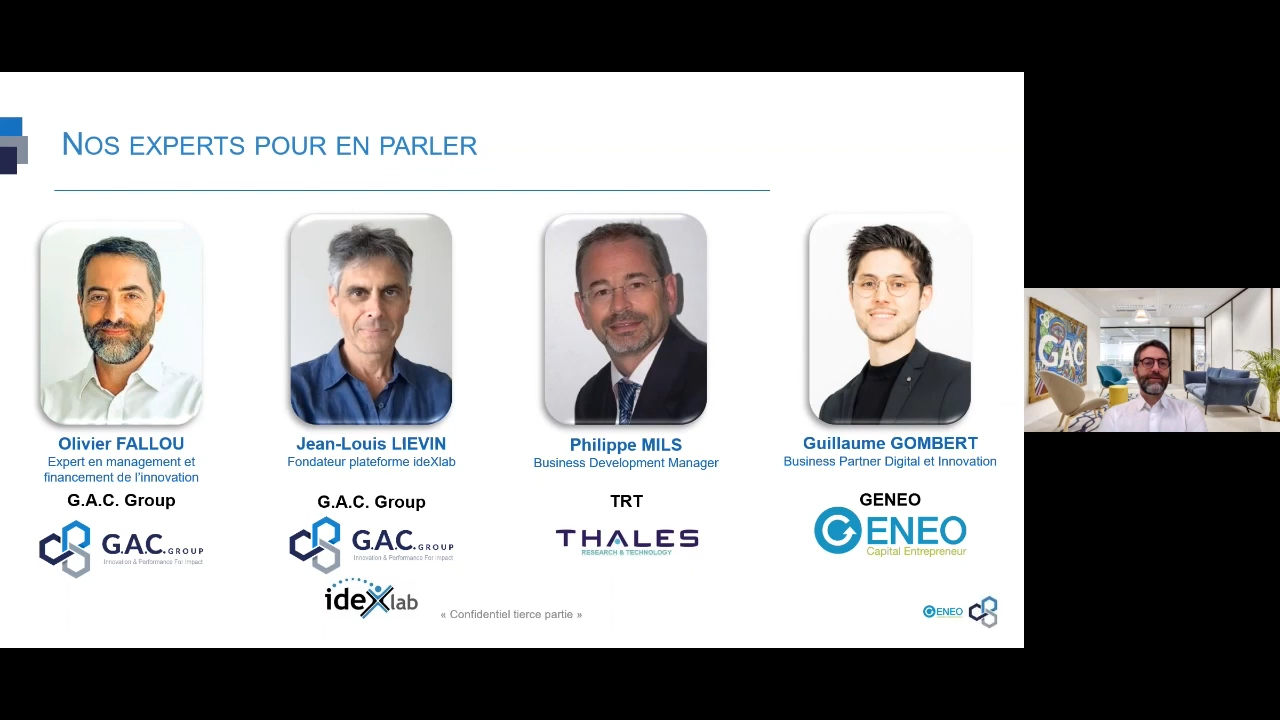 NOS EXPERTS POUR EN PARLER
Olivier FALLOU
Expert en management et
financement de l'innovation
G.A.C. Group
G.A.C. GROUP
Innovation & Performance For Impact
Jean-Louis LIEVIN
Fondateur plateforme ideXlab
G.A.C. Group
G.A.C. GROUP
Innovation & Performance For Impact
ideXlab
Philippe MILS
Business Development Manager
TRT
THALES
RESEARCH & TECHNOLOGY
Guillaume GOMBERT
Business Partner Digital et Innovation
GENEO
GENEO
Capital Entrepreneur
« Confidentiel tierce partie »
GENEO
GAC